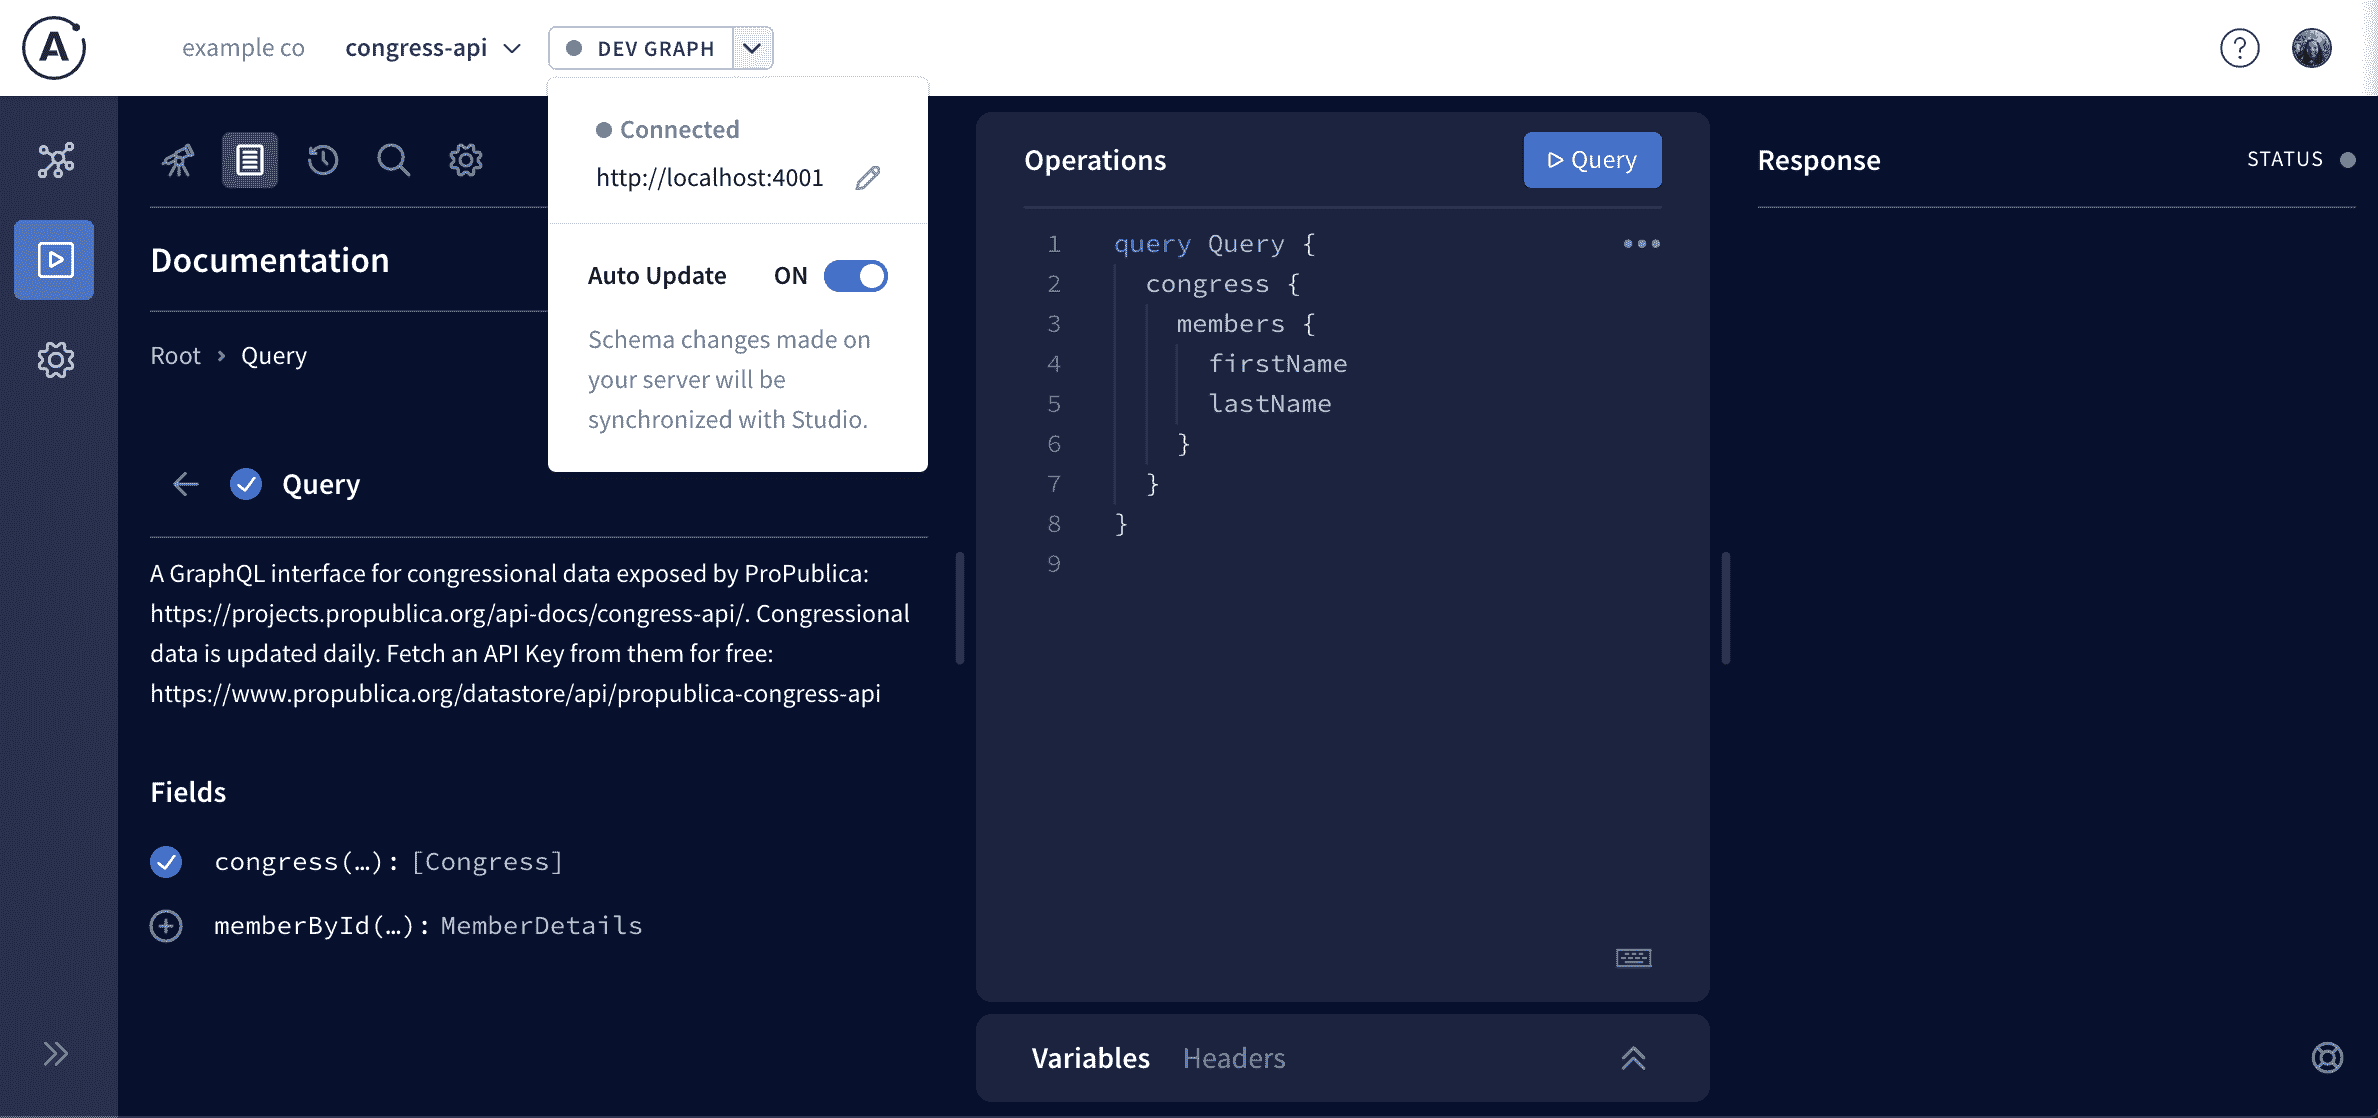 A
example co
congress-api
DEV GRAPH
?
Connected
http://localhost:4001
Auto Update
ON
Schema changes made on
your server will be
synchronized with Studio.
Documentation
Root > Query
Query
A GraphQL interface for congressional data exposed by ProPublica:
https://projects.propublica.org/api-docs/congress-api/. Congressional
data is updated daily. Fetch an API Key from them for free:
https://www.propublica.org/datastore/api/propublica-congress-api
Fields
congress(…): [Congress]
memberById(…): MemberDetails
Operations
Query
1 query Query {
2 congress {
3 members {
4 firstName
5 lastName
6 }
7 }
8 }
9
Variables
Headers
Response
STATUS